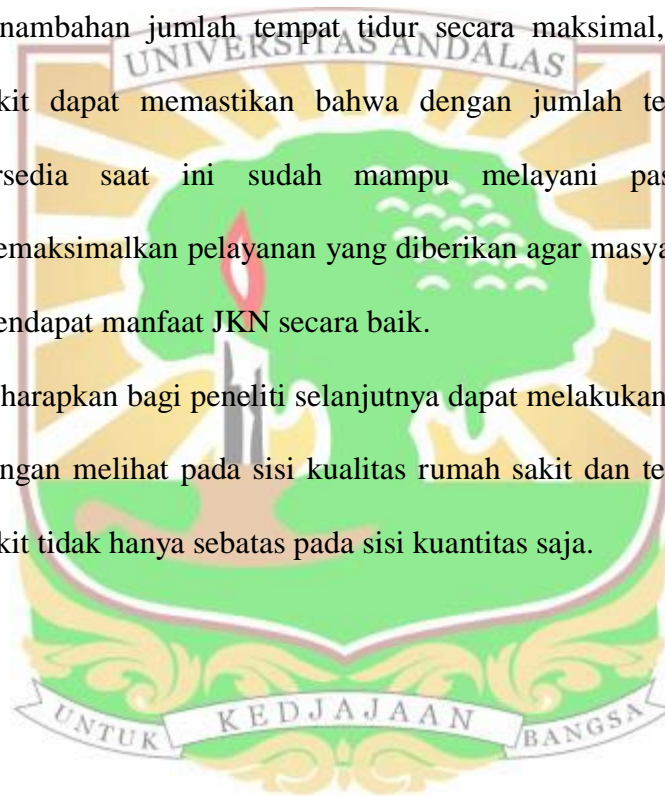 nambahan jumlah tempat tidur secara maksimal,
UNIVERSITAS ANDALAS
kit dapat memastikan bahwa dengan jumlah te
rsedia saat ini sudah mampu melayani pas
emaksimalkan pelayanan yang diberikan agar masya
endapat manfaat JKN secara baik.
harapkan bagi peneliti selanjutnya dapat melakukan
ngan melihat pada sisi kualitas rumah sakit dan te
kit tidak hanya sebatas pada sisi kuantitas saja.
UNTUK KEDJAJAAN BANGSA